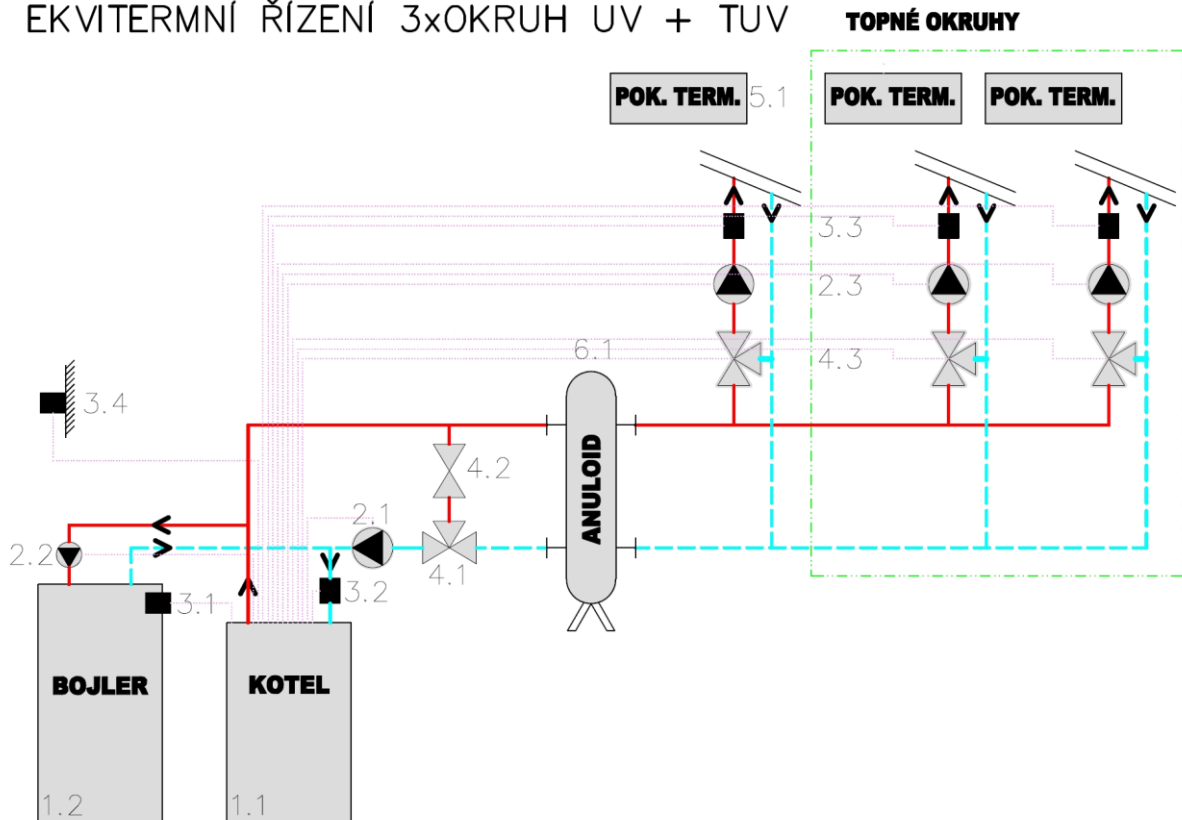 EKVITERMNÍ ŘÍZENÍ 3xOKRUH UV + TUV
TOPNÉ OKRUHY
POK. TERM. 5.1
POK. TERM.
POK. TERM.
3.3
2.3
6.1
4.3
3.4
ANULOID
4.2
2.1
2.2
4.1
3.1
3.2
BOJLER
KOTEL
1.2
1.1